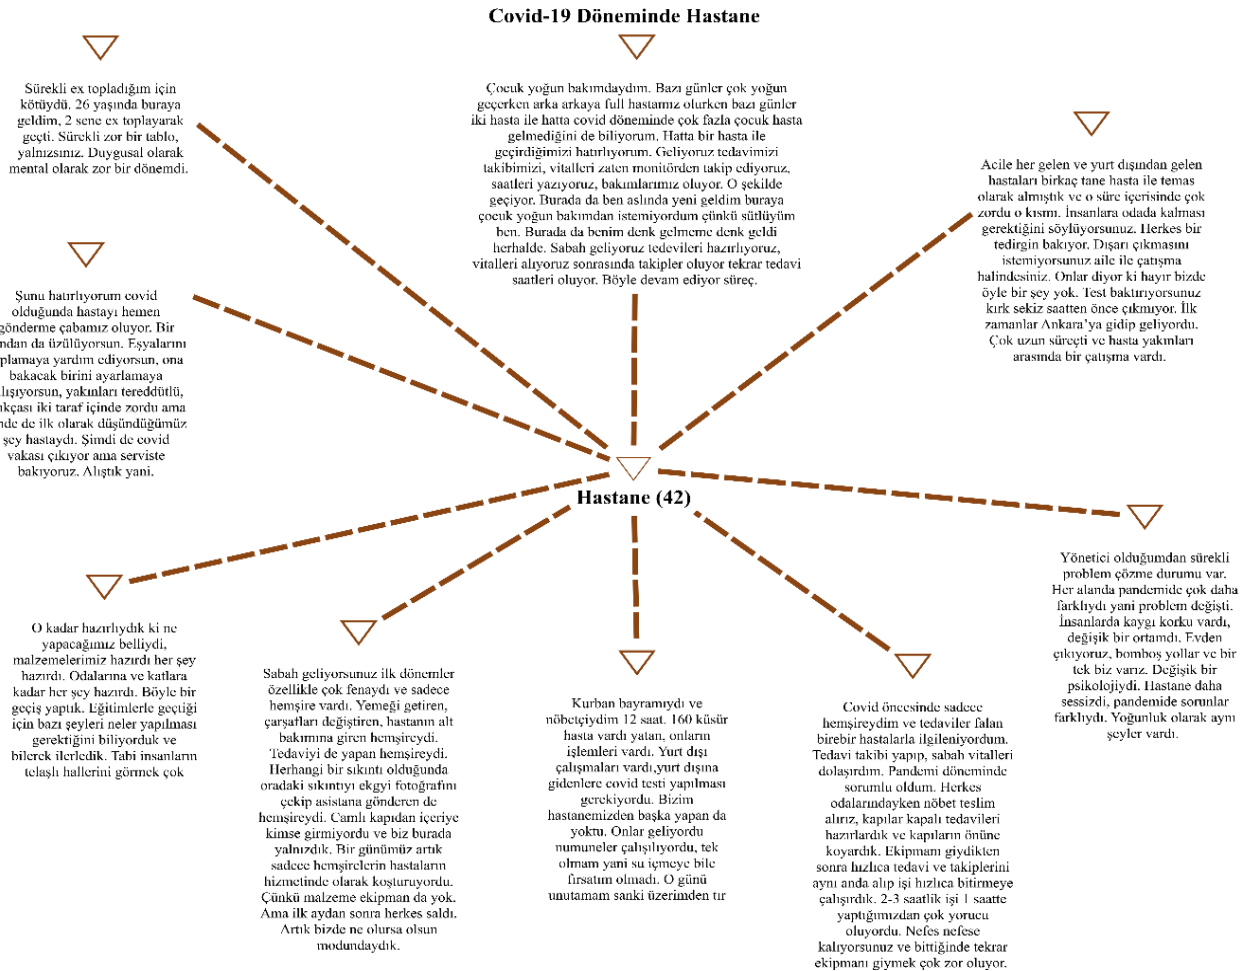 Covid-19 Döneminde Hastane
Sürekli ex topladığım için
kötüydü. 26 yaşında buraya
geldim, 2 sene ex toplayarak
geçti. Sürekli zor bir tablo,
yalnızsınız. Duygusal olarak
mental olarak zor bir dönemdi.
Çocuk yoğun bakımdaydım. Bazı günler çok yoğun
geçerken arka arkaya full hastamız olurken bazı günler
iki hasta ile hatta covid döneminde çok fazla çocuk hasta
gelmediğini de biliyorum. Hatta bir hasta ile
geçirdiğimizi hatırlıyorum. Geliyoruz tedavimizi
takibimizi, vitalleri zaten monitörden takip ediyoruz,
saatleri yazıyoruz, bakımlarımız oluyor. O şekilde
geçiyor. Burada da ben aslında yeni geldim buraya
çocuk yoğun bakımdan istemiyordum çünkü sütlüyüm
ben. Burada da benim denk gelmeme denk geldi
herhalde. Sabah geliyoruz tedevileri hazırlıyoruz,
vitalleri alıyoruz sonrasında takipler oluyor tekrar tedavi
saatleri oluyor. Böyle devam ediyor süreç.
Acile her gelen ve yurt dışından gelen
hastaları birkaç tane hasta ile temas
olarak almıştık ve o süre içerisinde çok
zordu o kısmı. İnsanlara odada kalması
gerektiğini söylüyorsunuz. Herkes bir
tedirgin bakıyor. Dışarı çıkmasını
istemiyorsunuz aile ile çatışma
halindesiniz. Onlar diyor ki hayır bizde
öyle bir şey yok. Test baktırıyorsunuz
kırk sekiz saatten önce çıkmıyor. İlk
zamanlar Ankara'ya gidip geliyordu.
Çok uzun süreçti ve hasta yakınları
arasında bir çatışma vardı.
Şunu hatırlıyorum covid
olduğunda hastayı hemen
gönderme çabamız oluyor. Bir
ndan da üzülüyorsun. Eşyalarını
plamaya yardım ediyorsun, ona
bakacak birini ayarlamaya
lışıyorsun, yakınları tereddütlü,
ıkçası iki taraf içinde zordu ama
nde de ilk olarak düşündüğümüz
şey hastaydı. Şimdi de covid
vakası çıkıyor ama serviste
bakıyoruz. Alıştık yani.
Hastane (42)
O kadar hazırlıydık ki ne
yapacağımız belliydi,
malzemelerimiz hazırdı her şey
hazırdı. Odalarına ve katlara
kadar her şey hazırdı. Böyle bir
geçiş yaptık. Eğitimlerle geçtiği
için bazı şeyleri neler yapılması
gerektiğini biliyorduk ve
bilerek ilerledik. Tabi insanların
telaşlı hallerini görmek çok
Sabah geliyorsunuz ilk dönemler
özellikle çok fenaydı ve sadece
hemşire vardı. Yemeği getiren,
çarşafları değiştiren, hastanın alt
bakımına giren hemşireydi.
Tedaviyi de yapan hemşireydi.
Herhangi bir sıkıntı olduğunda
oradaki sıkıntıyı ekgyi fotoğrafını
çekip asistana gönderen de
hemşireydi. Camlı kapıdan içeriye
kimse girmiyordu ve biz burada
yalnızdık. Bir günümüz artık
sadece hemşirelerin hastaların
hizmetinde olarak koşturuyordu.
Çünkü malzeme ekipman da yok.
Ama ilk aydan sonra herkes saldı.
Artık bizde ne olursa olsun
modundaydık.
Kurban bayramıydı ve
nöbetçiydim 12 saat. 160 küsür
hasta vardı yatan, onların
işlemleri vardı. Yurt dışı
çalışmaları vardı,yurt dışına
gidenlere covid testi yapılması
gerekiyordu. Bizim
hastanemizden başka yapan da
yoktu. Onlar geliyordu
numuneler çalışılıyordu, tek
olmam yani su içmeye bile
fırsatım olmadı. O günü
unutamam sanki üzerimden tır
Covid öncesinde sadece
hemşireydim ve tedaviler falan
birebir hastalarla ilgileniyordum.
Tedavi takibi yapıp, sabah vitalleri
dolaşırdım. Pandemi döneminde
sorumlu oldum. Herkes
odalarındayken nöbet teslim
alırız, kapılar kapalı tedavileri
hazırlardık ve kapıların önüne
koyardık. Ekipmanı giydikten
sonra hızlıca tedavi ve takiplerini
aynı anda alıp işi hızlıca bitirmeye
çalışırdık. 2-3 saatlik işi 1 saatte
yaptığımızdan çok yorucu
oluyordu. Nefes nefese
kalıyorsunuz ve bittiğinde tekrar
ekipmanı giymek çok zor oluyor.
Yönetici olduğumdan sürekli
problem çözme durumu var.
Her alanda pandemide çok daha
farklıydı yani problem değişti.
İnsanlarda kaygı korku vardı,
değişik bir ortamdı. Evden
çıkıyoruz, bomboş yollar ve bir
tek biz varız. Değişik bir
psikolojiydi. Hastane daha
sessizdi, pandemide sorunlar
farklıydı. Yoğunluk olarak aynı
şeyler vardı.